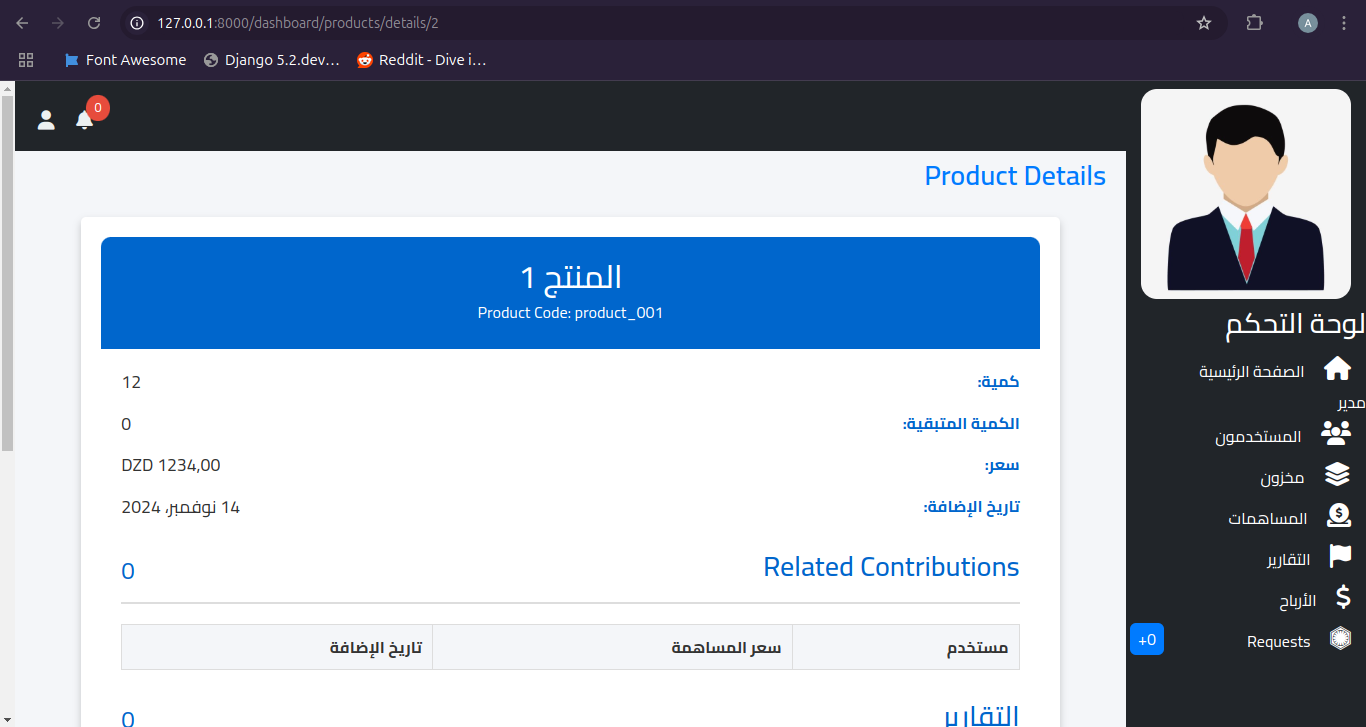 127.0.0.1:8000/dashboard/products/details/2
A
Font Awesome
Django 5.2.dev...
Reddit - Dive i...
0
لوحة التحكم
الصفحة الرئيسية
مدير
المستخدمون
مخزون
المساهمات
التقارير
الأرباح
Requests +0
Product Details
المنتج 1
Product Code: product_001
كمية: 12
الكمية المتبقية: 0
سعر: DZD 1234,00
تاريخ الإضافة: 14 نوفمبر، 2024
Related Contributions 0
مستخدم سعر المساهمة تاريخ الإضافة
التقارير 0